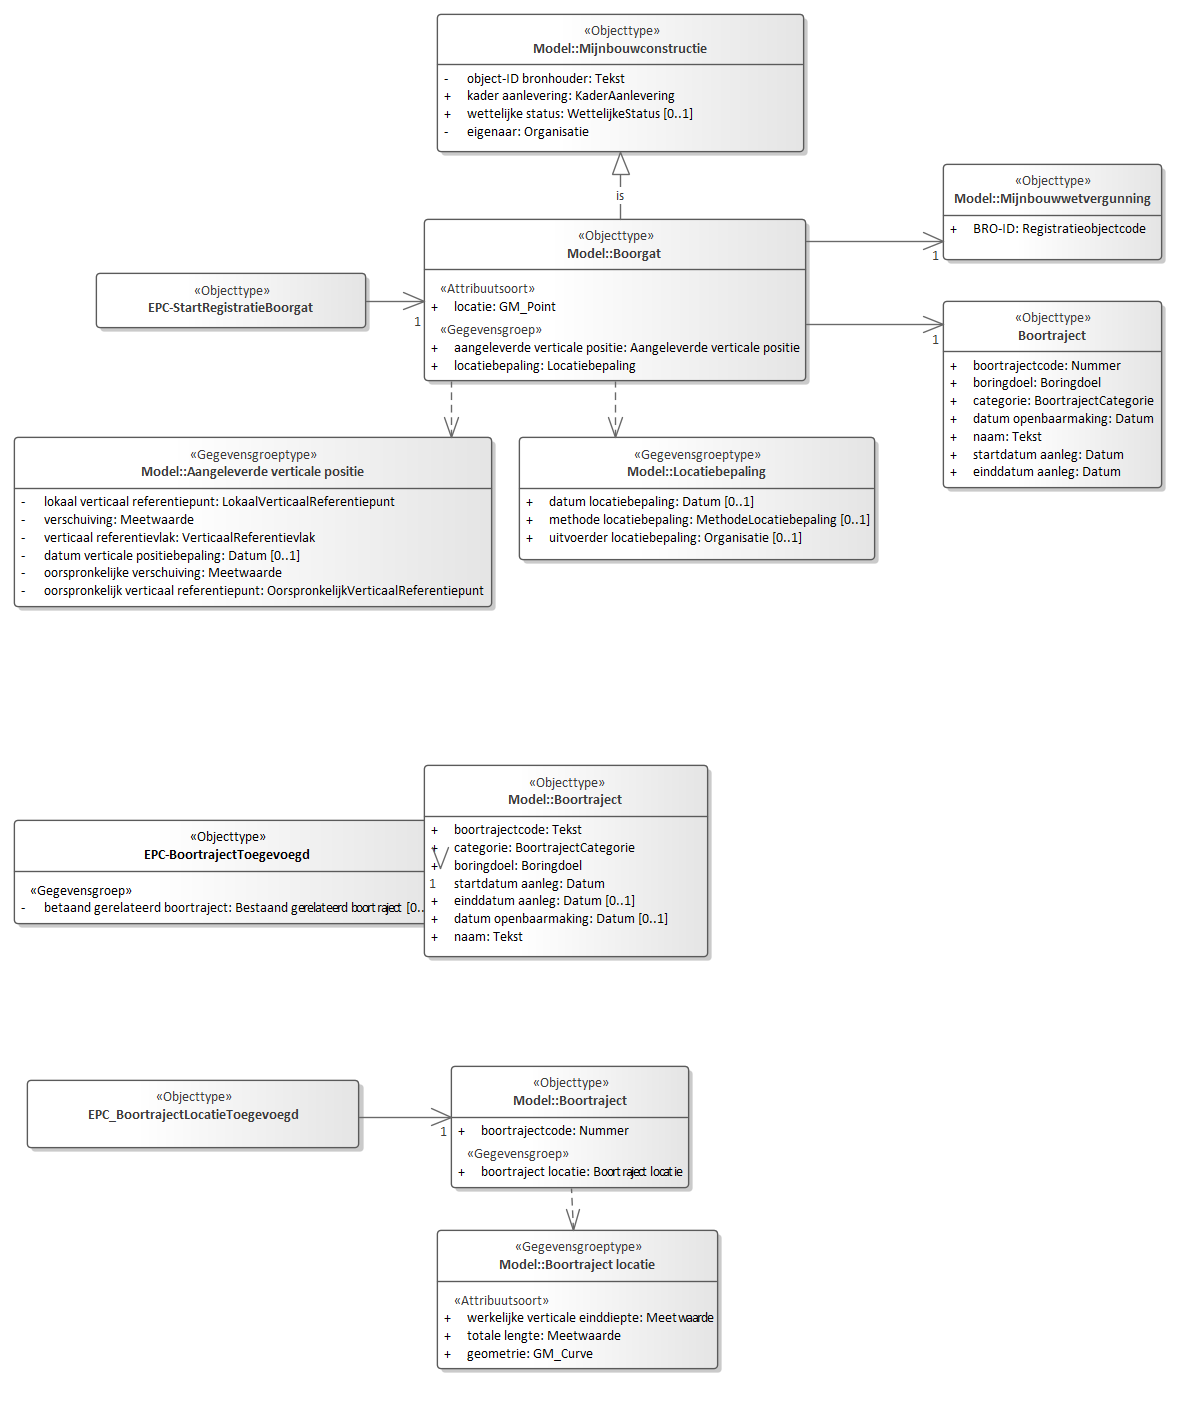 «Objecttype»
Model::Mijnbouwconstructie
- object-ID bronhouder: Tekst
+ kader aanlevering: KaderAanlevering
+ wettelijke status: WettelijkeStatus [0..1]
- eigenaar: Organisatie
is
«Objecttype»
Model::Mijnbouwwetvergunning
+ BRO-ID: Registratieobjectcode
1
«Objecttype»
Model::Boorgat
«Attribuutsoort»
+ locatie: GM_Point
«Gegevensgroep»
+ aangeleverde verticale positie: Aangeleverde verticale positie
+ locatiebepaling: Locatiebepaling
«Objecttype»
EPC-StartRegistratieBoorgat
1
«Objecttype»
Boortraject
+ boortrajectcode: Nummer
+ boringdoel: Boringdoel
+ categorie: BoortrajectCategorie
+ datum openbaarmaking: Datum
+ naam: Tekst
+ startdatum aanleg: Datum
+ einddatum aanleg: Datum
1
«Gegevensgroeptype»
Model::Aangeleverde verticale positie
- lokaal verticaal referentiepunt: LokaalVerticaalReferentiepunt
- verschuiving: Meetwaarde
- verticaal referentievlak: VerticaalReferentievlak
- datum verticale positiebepaling: Datum [0..1]
- oorspronkelijke verschuiving: Meetwaarde
- oorspronkelijk verticaal referentiepunt: OorspronkelijkVerticaalReferentiepunt
«Gegevensgroeptype»
Model::Locatiebepaling
+ datum locatiebepaling: Datum [0..1]
+ methode locatiebepaling: MethodeLocatiebepaling [0..1]
+ uitvoerder locatiebepaling: Organisatie [0..1]
«Objecttype»
EPC-BoortrajectToegevoegd
«Gegevensgroep»
- betaand gerelateerd boortraject: Bestaand gerelateerd boortraject [0..
«Objecttype»
Model::Boortraject
+ boortrajectcode: Tekst
+ categorie: BoortrajectCategorie
+ boringdoel: Boringdoel
1 startdatum aanleg: Datum
+ einddatum aanleg: Datum [0..1]
+ datum openbaarmaking: Datum [0..1]
+ naam: Tekst
«Objecttype»
EPC_BoortrajectLocatieToegevoegd
1
«Objecttype»
Model::Boortraject
+ boortrajectcode: Nummer
«Gegevensgroep»
+ boortraject locatie: Boortraject locatie
«Gegevensgroeptype»
Model::Boortraject locatie
«Attribuutsoort»
+ werkelijke verticale einddiepte: Meetwaarde
+ totale lengte: Meetwaarde
+ geometrie: GM_Curve